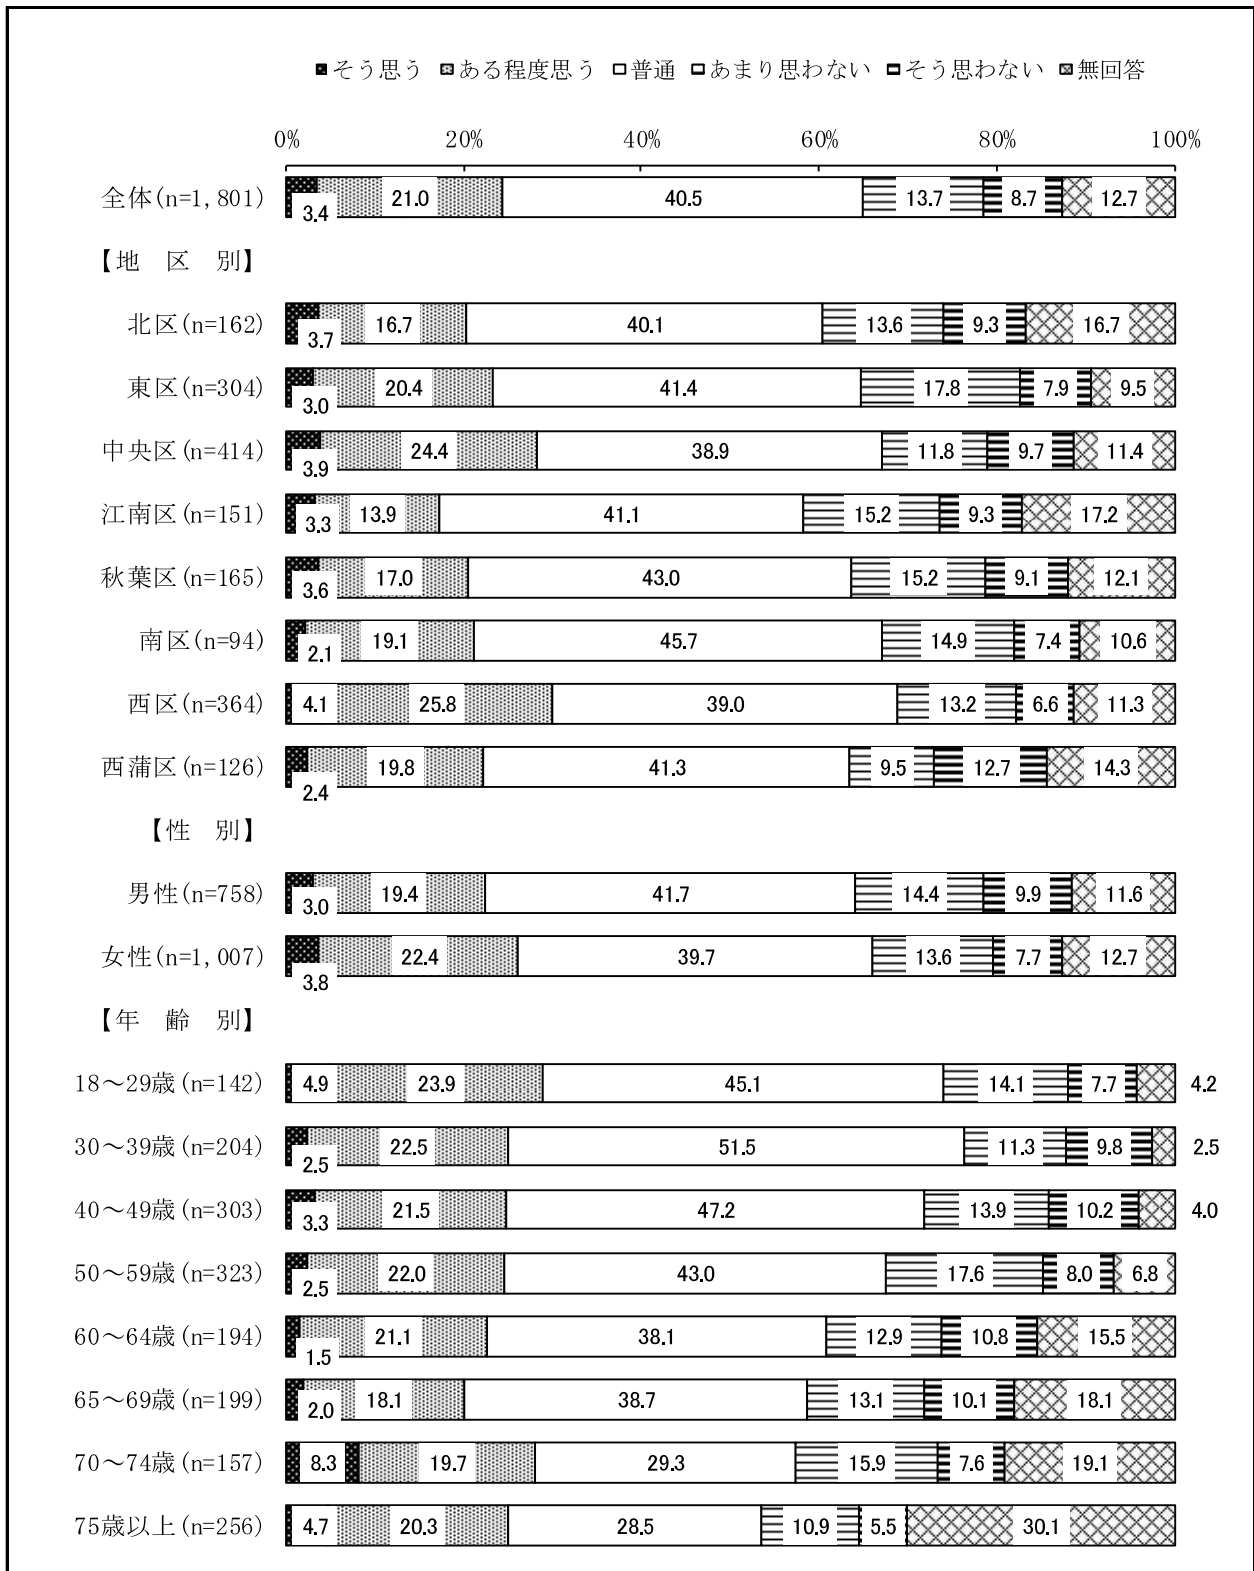 そう思う ある程度思う 普通 あまり思わない そう思わない 無回答
0% 20% 40% 60% 80% 100%
全体(n=1,801) 3.4 21.0 40.5 13.7 8.7 12.7
【地 区 別】
北区(n=162) 3.7 16.7 40.1 13.6 9.3 16.7
東区(n=304) 3.0 20.4 41.4 17.8 7.9 9.5
中央区(n=414) 3.9 24.4 38.9 11.8 9.7 11.4
江南区(n=151) 3.3 13.9 41.1 15.2 9.3 17.2
秋葉区(n=165) 3.6 17.0 43.0 15.2 9.1 12.1
南区(n=94) 2.1 19.1 45.7 14.9 7.4 10.6
西区(n=364) 4.1 25.8 39.0 13.2 6.6 11.3
西蒲区(n=126) 2.4 19.8 41.3 9.5 12.7 14.3
【性 別】
男性(n=758) 3.0 19.4 41.7 14.4 9.9 11.6
女性(n=1,007) 3.8 22.4 39.7 13.6 7.7 12.7
【年 齢 別】
18～29歳(n=142) 4.9 23.9 45.1 14.1 7.7 4.2
30～39歳(n=204) 2.5 22.5 51.5 11.3 9.8 2.5
40～49歳(n=303) 3.3 21.5 47.2 13.9 10.2 4.0
50～59歳(n=323) 2.5 22.0 43.0 17.6 8.0 6.8
60～64歳(n=194) 1.5 21.1 38.1 12.9 10.8 15.5
65～69歳(n=199) 2.0 18.1 38.7 13.1 10.1 18.1
70～74歳(n=157) 8.3 19.7 29.3 15.9 7.6 19.1
75歳以上(n=256) 4.7 20.3 28.5 10.9 5.5 30.1